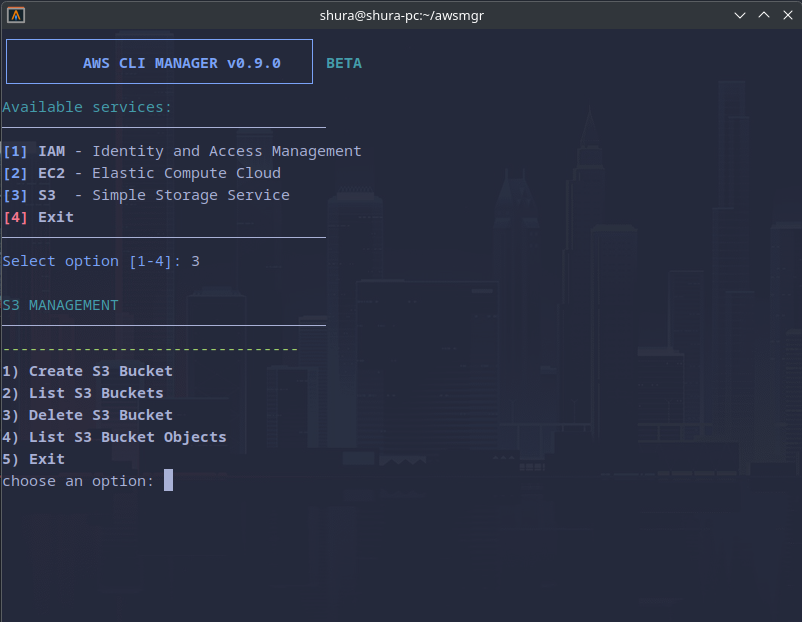 shura@shura-pc:~/awsmgr
AWS CLI MANAGER v0.9.0 BETA
Available services:
[1] IAM - Identity and Access Management
[2] EC2 - Elastic Compute Cloud
[3] S3  - Simple Storage Service
[4] Exit
Select option [1-4]: 3
S3 MANAGEMENT
---------------------------------
1) Create S3 Bucket
2) List S3 Buckets
3) Delete S3 Bucket
4) List S3 Bucket Objects
5) Exit
choose an option: